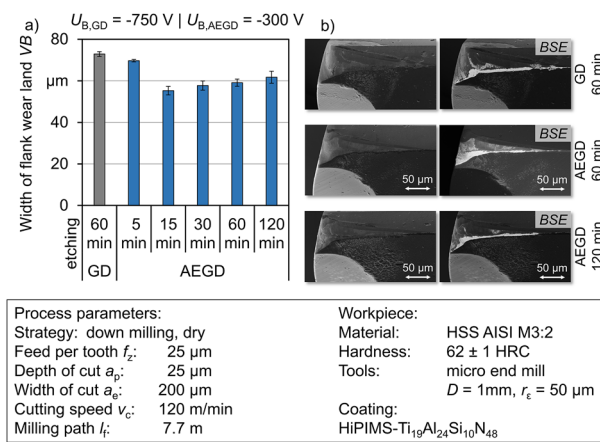 a) U_B,GD = -750 V | U_B,AEGD = -300 V
b)
Width of flank wear land VB
80
µm
60
40
20
0
etching
60 min
5 min
15 min
30 min
60 min
120 min
GD
AEGD
BSE
GD
60 min
BSE
50 µm
50 µm
AEGD
60 min
BSE
50 µm
50 µm
AEGD
120 min
Process parameters:
Strategy: down milling, dry
Feed per tooth f_z: 25 µm
Depth of cut a_p: 25 µm
Width of cut a_e: 200 µm
Cutting speed v_c: 120 m/min
Milling path l_f: 7.7 m
Workpiece:
Material: HSS AISI M3:2
Hardness: 62 ± 1 HRC
Tools: micro end mill
D = 1mm, r_ε = 50 µm
Coating:
HiPIMS-Ti19Al24Si10N48